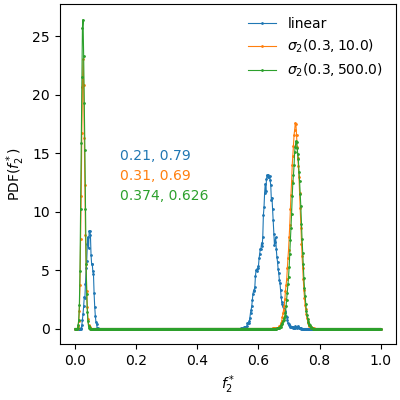 linear
σ₂(0.3, 10.0)
σ₂(0.3, 500.0)
25
20
15
10
5
0
PDF(f₂*)
0.21, 0.79
0.31, 0.69
0.374, 0.626
0.0 0.2 0.4 0.6 0.8 1.0
f₂*